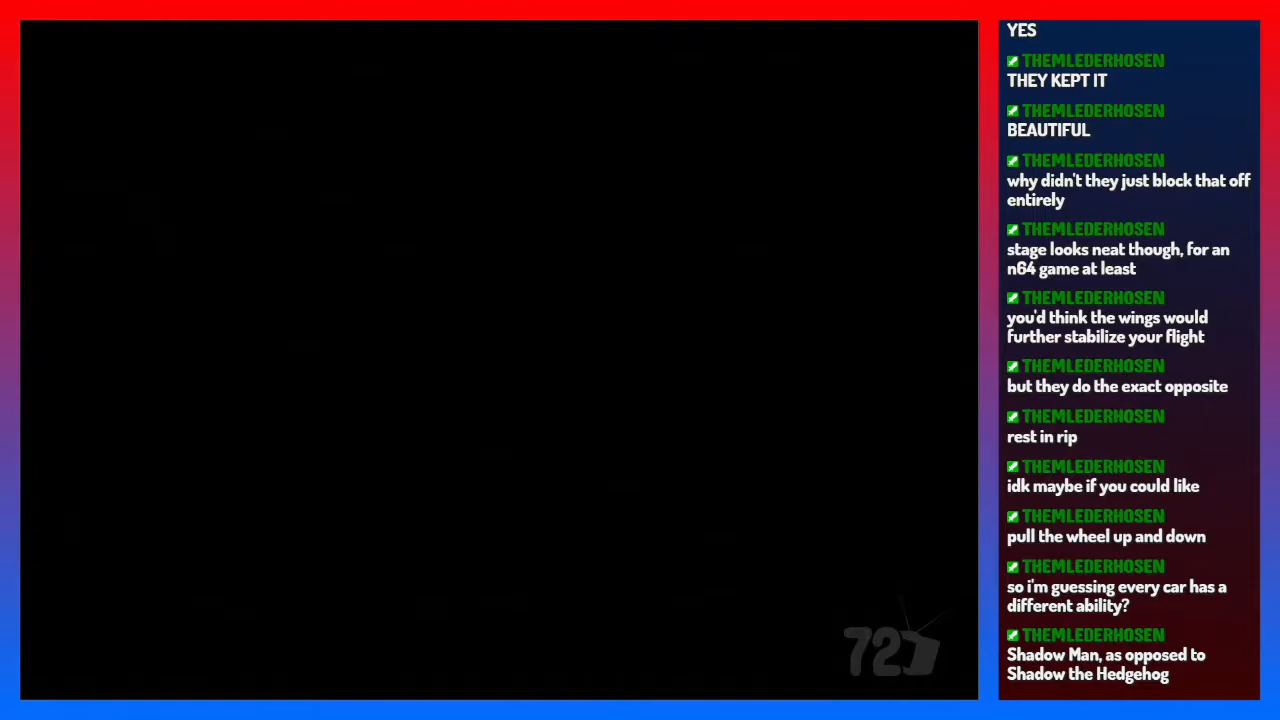 YES
THEMLEDERHOSEN
THEY KEPT IT
THEMLEDERHOSEN
BEAUTIFUL
THEMLEDERHOSEN
why didn't they just block that off
entirely
THEMLEDERHOSEN
stage looks neat though, for an
n64 game at least
THEMLEDERHOSEN
you'd think the wings would
further stabilize your flight
THEMLEDERHOSEN
but they do the exact opposite
THEMLEDERHOSEN
rest in rip
THEMLEDERHOSEN
idk maybe if you could like
THEMLEDERHOSEN
pull the wheel up and down
THEMLEDERHOSEN
so i'm guessing every car has a
different ability?
THEMLEDERHOSEN
Shadow Man, as opposed to
Shadow the Hedgehog
72